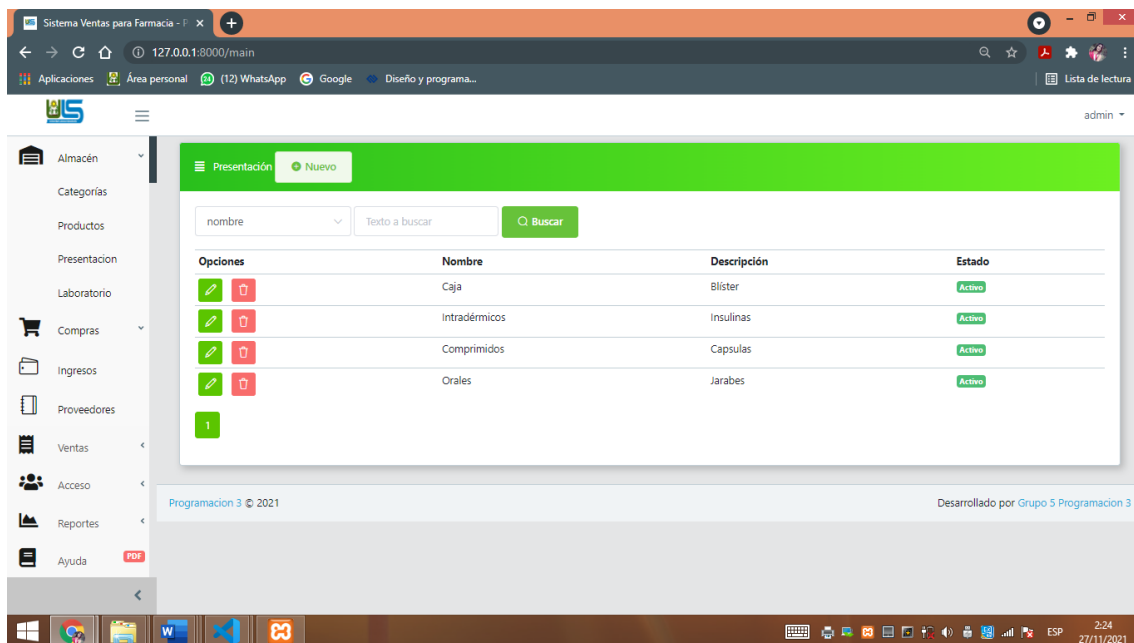 Sistema Ventas para Farmacia - P
127.0.0.1:8000/main
Aplicaciones Área personal (12) WhatsApp Google Diseño y programa... Lista de lectura
admin
Almacén
Categorías
Productos
Presentacion
Laboratorio
Compras
Ingresos
Proveedores
Ventas
Acceso
Reportes
Ayuda PDF
Presentación Nuevo
nombre Texto a buscar Buscar
Opciones Nombre Descripción Estado
Caja Blíster Activo
Intradérmicos Insulinas Activo
Comprimidos Capsulas Activo
Orales Jarabes Activo
1
Programacion 3 © 2021 Desarrollado por Grupo 5 Programacion 3
ESP 2:24
27/11/2021